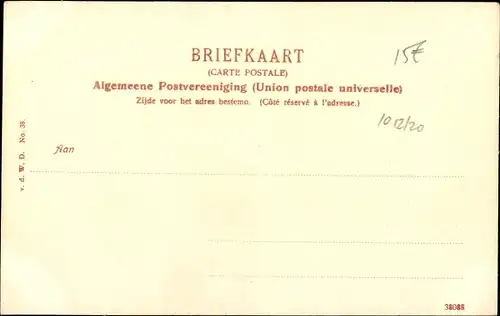 BRIEFKAART
15€
(CARTE POSTALE)
Algemeene Postvereeniging (Union postale universelle)
Zijde voor het adres bestemd. (Côté réservé à l'adresse.)
10 12/20
Aan
v. d. W. D. No. 38.
38088